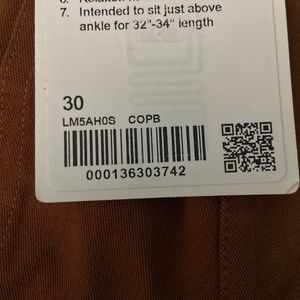 7. Intended to sit just above
ankle for 32"-34" length
30
LM5AH0S COPB
000136303742